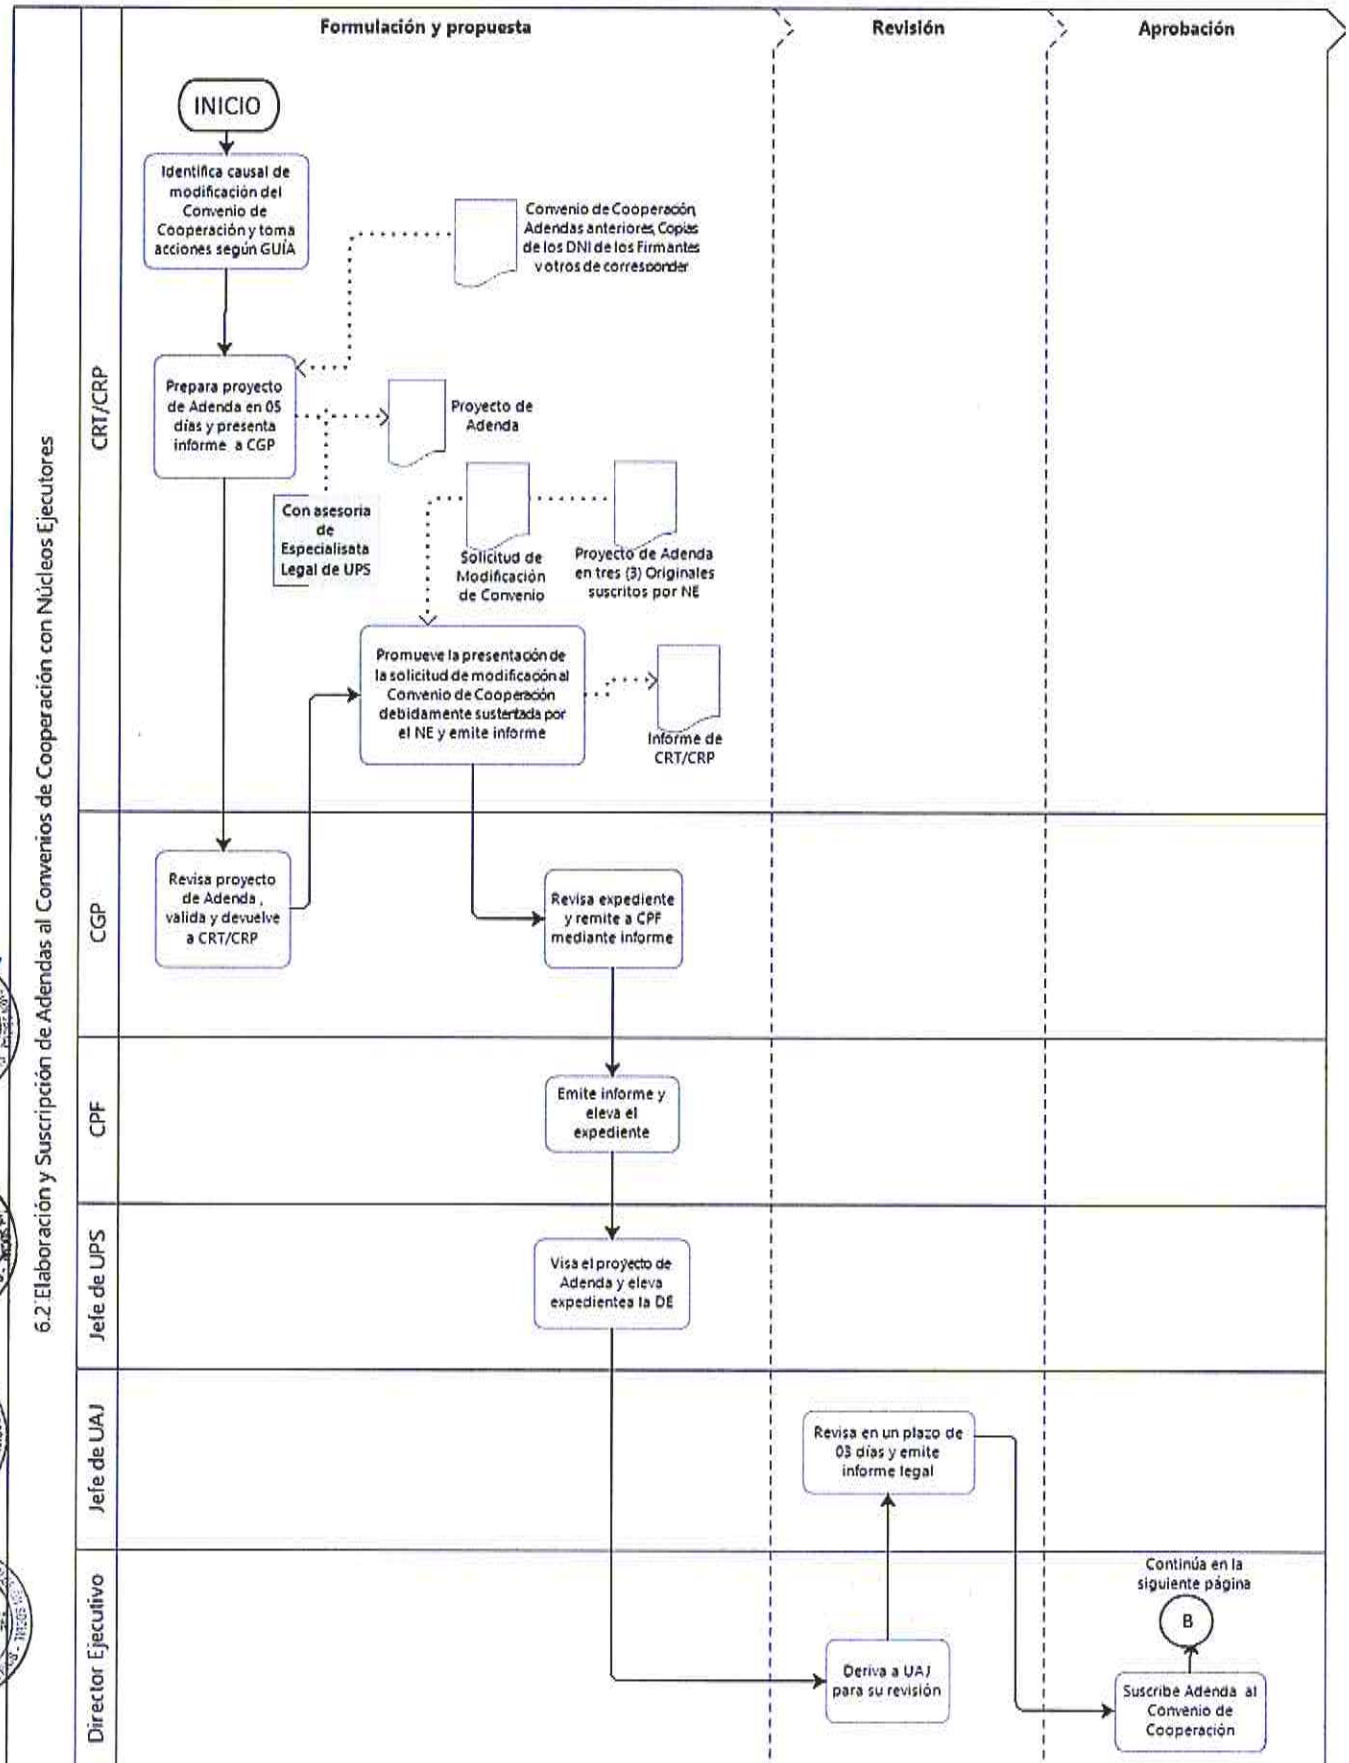 6.2 Elaboración y Suscripción de Adendas al Convenios de Cooperación con Núcleos Ejecutores
Formulación y propuesta
Revisión
Aprobación
CRT/CRP
INICIO
Identifica causal de
modificación del
Convenio de
Cooperación y toma
acciones según GUÍA
Convenio de Cooperación,
Adendas anteriores, Copias
de los DNI de los Firmantes
y otros de corresponder
Prepara proyecto
de Adenda en 05
días y presenta
informe a CGP
Proyecto de
Adenda
Con asesoria
de
Especialisata
Legal de UPS
Solicitud de
Modificación
de Convenio
Proyecto de Adenda
en tres (3) Originales
suscritos por NE
Promueve la presentación de
la solicitud de modificación al
Convenio de Cooperación
debidamente sustentada por
el NE y emite informe
Informe de
CRT/CRP
CGP
Revisa proyecto
de Adenda ,
valida y devuelve
a CRT/CRP
Revisa expediente
y remite a CPF
mediante informe
CPF
Emite informe y
eleva el
expediente
Jefe de UPS
Visa el proyecto de
Adenda y eleva
expediente a la DE
Jefe de UAJ
Revisa en un plazo de
03 días y emite
informe legal
Director Ejecutivo
Deriva a UAJ
para su revisión
Continúa en la
siguiente página
B
Suscribe Adenda al
Convenio de
Cooperación